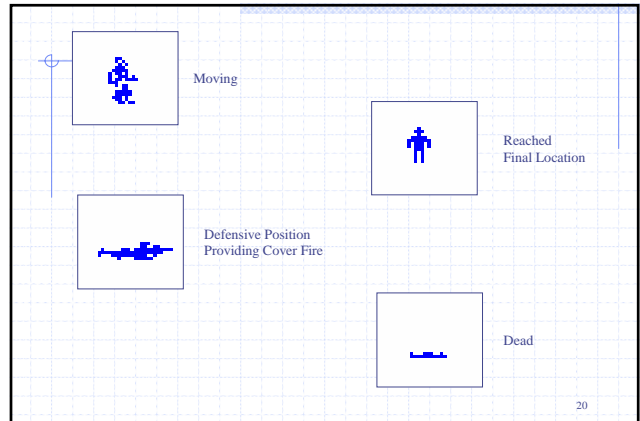 Moving
Reached
Final Location
Defensive Position
Providing Cover Fire
Dead
20